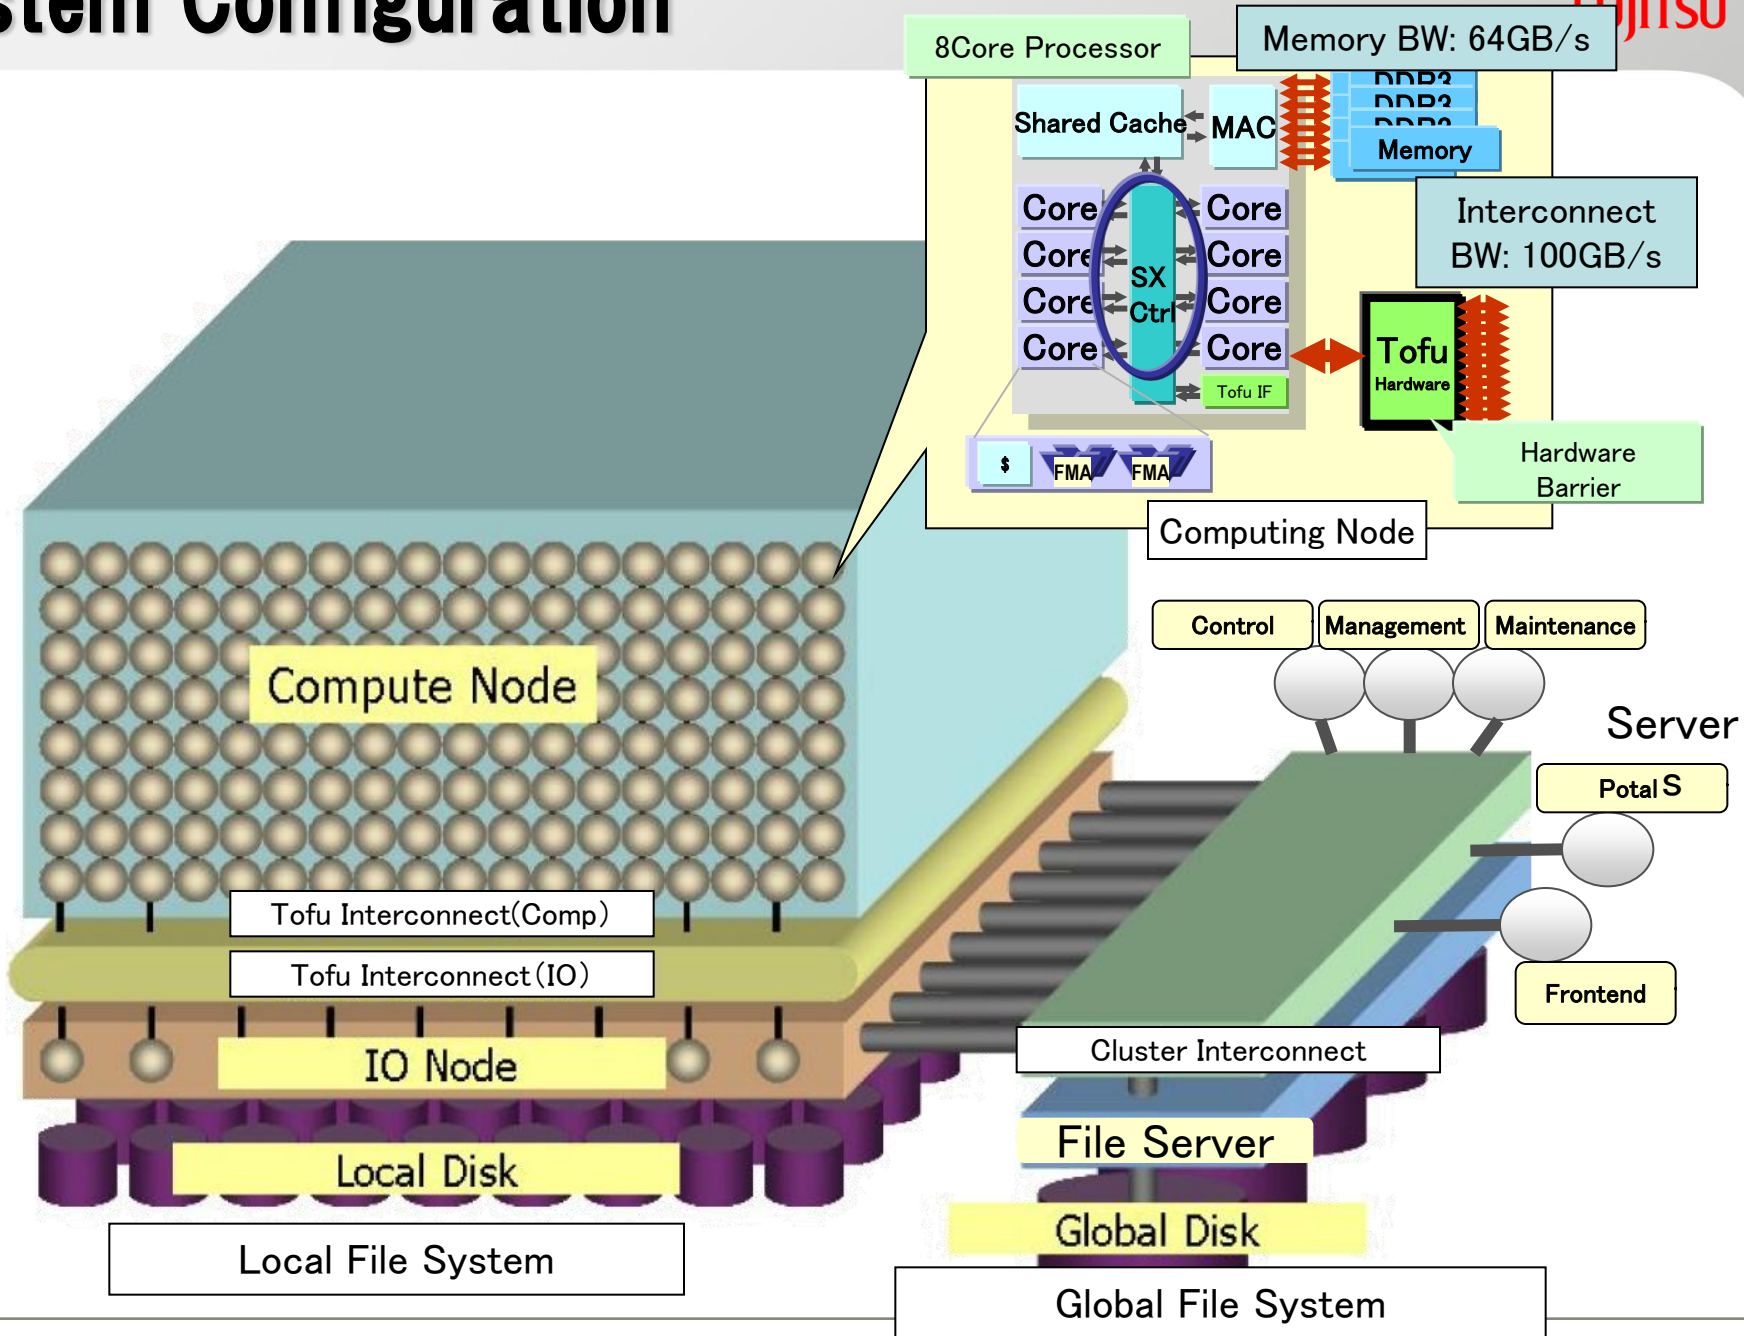 Configuration
8Core Processor
Memory BW: 64GB/s
Shared Cache
MAC
DDR3
DDR3
Memory
Interconnect
BW: 100GB/s
Core
Core
Core
Core
Core
Core
Core
Core
SX
Ctrl
Tofu IF
Tofu
Hardware
Hardware
Barrier
$
FMA
FMA
Computing Node
Compute Node
Control
Management
Maintenance
Server
Potal S
Frontend
Tofu Interconnect(Comp)
Tofu Interconnect(IO)
IO Node
Cluster Interconnect
File Server
Local Disk
Global Disk
Local File System
Global File System